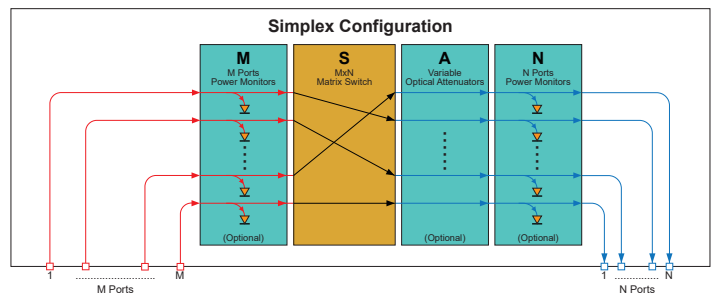 Simplex Configuration
M
M Ports
Power Monitors
(Optional)
S
MxN
Matrix Switch
A
Variable
Optical Attenuators
(Optional)
N
N Ports
Power Monitors
(Optional)
1 ..................... M
M Ports
1 ............ N
N Ports